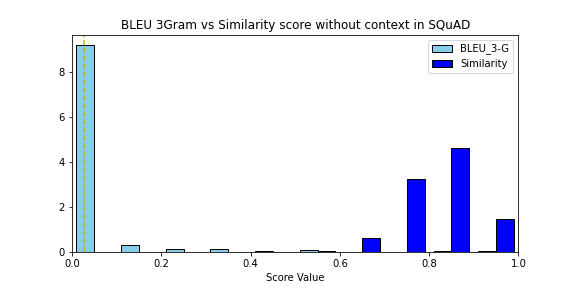 BLEU 3Gram vs Similarity score without context in SQuAD
BLEU_3-G
Similarity
8
6
4
2
0
0.0 0.2 0.4 0.6 0.8 1.0
Score Value